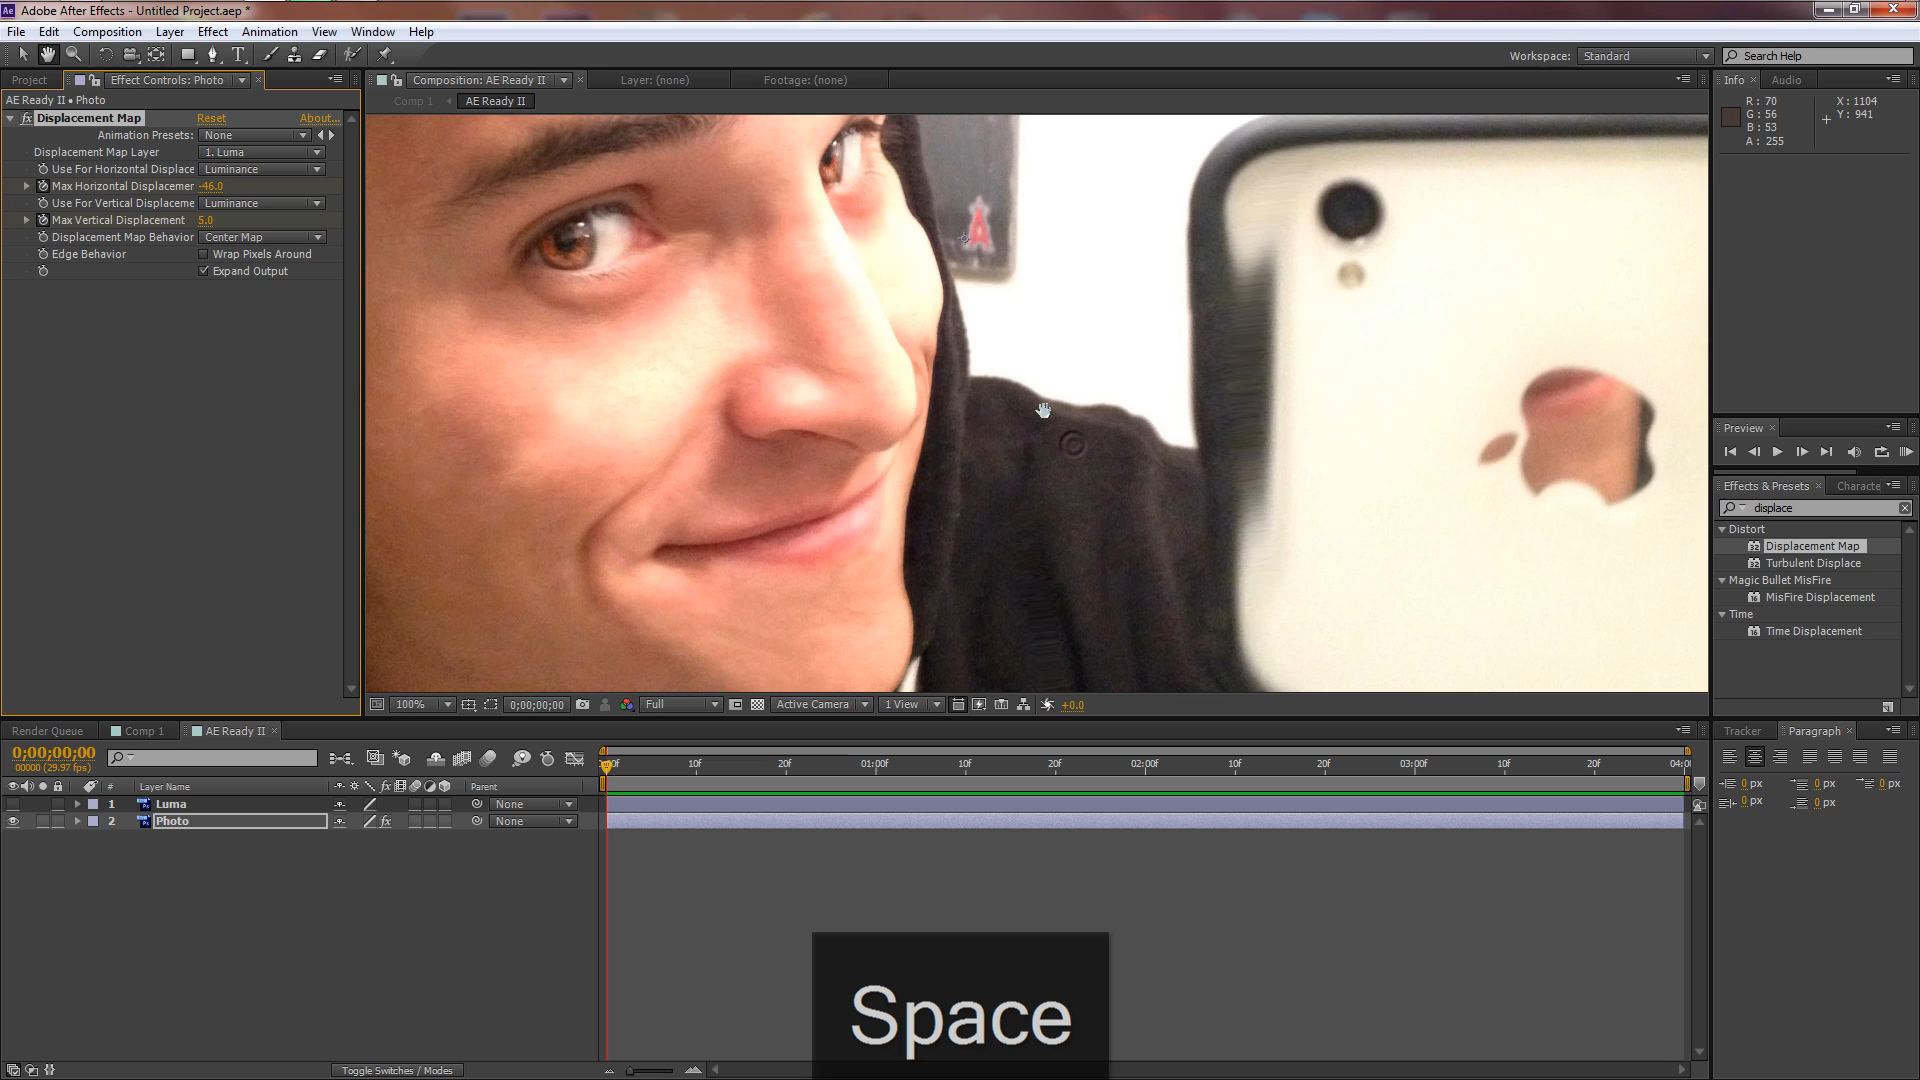 Ae Adobe After Effects - Untitled Project.aep *
File Edit Composition Layer Effect Animation View Window Help
Workspace: Standard Search Help
Project Effect Controls: Photo Composition: AE Ready II Layer: (none) Footage: (none) Info Audio
AE Ready II • Photo Comp 1 AE Ready II
R: 70 X: 1104
G: 56 Y: 941
B: 53
A: 255
fx Displacement Map Reset About...
Animation Presets: None
Displacement Map Layer 1. Luma
Use For Horizontal Displace Luminance
Max Horizontal Displacemer -46.0
Use For Vertical Displaceme Luminance
Max Vertical Displacement 5.0
Displacement Map Behavior Center Map
Edge Behavior Wrap Pixels Around
Expand Output
Preview
Effects & Presets Characte
displace
Distort
Displacement Map
Turbulent Displace
Magic Bullet MisFire
MisFire Displacement
Time
Time Displacement
100% 0;00;00;00 Full Active Camera 1 View +0.0
Render Queue Comp 1 AE Ready II Tracker Paragraph
0;00;00;00
00000 (29.97 fps)
10f 20f 01:00f 10f 20f 02:00f 10f 20f 03:00f 10f 20f 04:0
# Layer Name fx Parent
1 Luma None
2 Photo fx None
0 px 0 px 0 px
0 px 0 px
Space
Toggle Switches / Modes